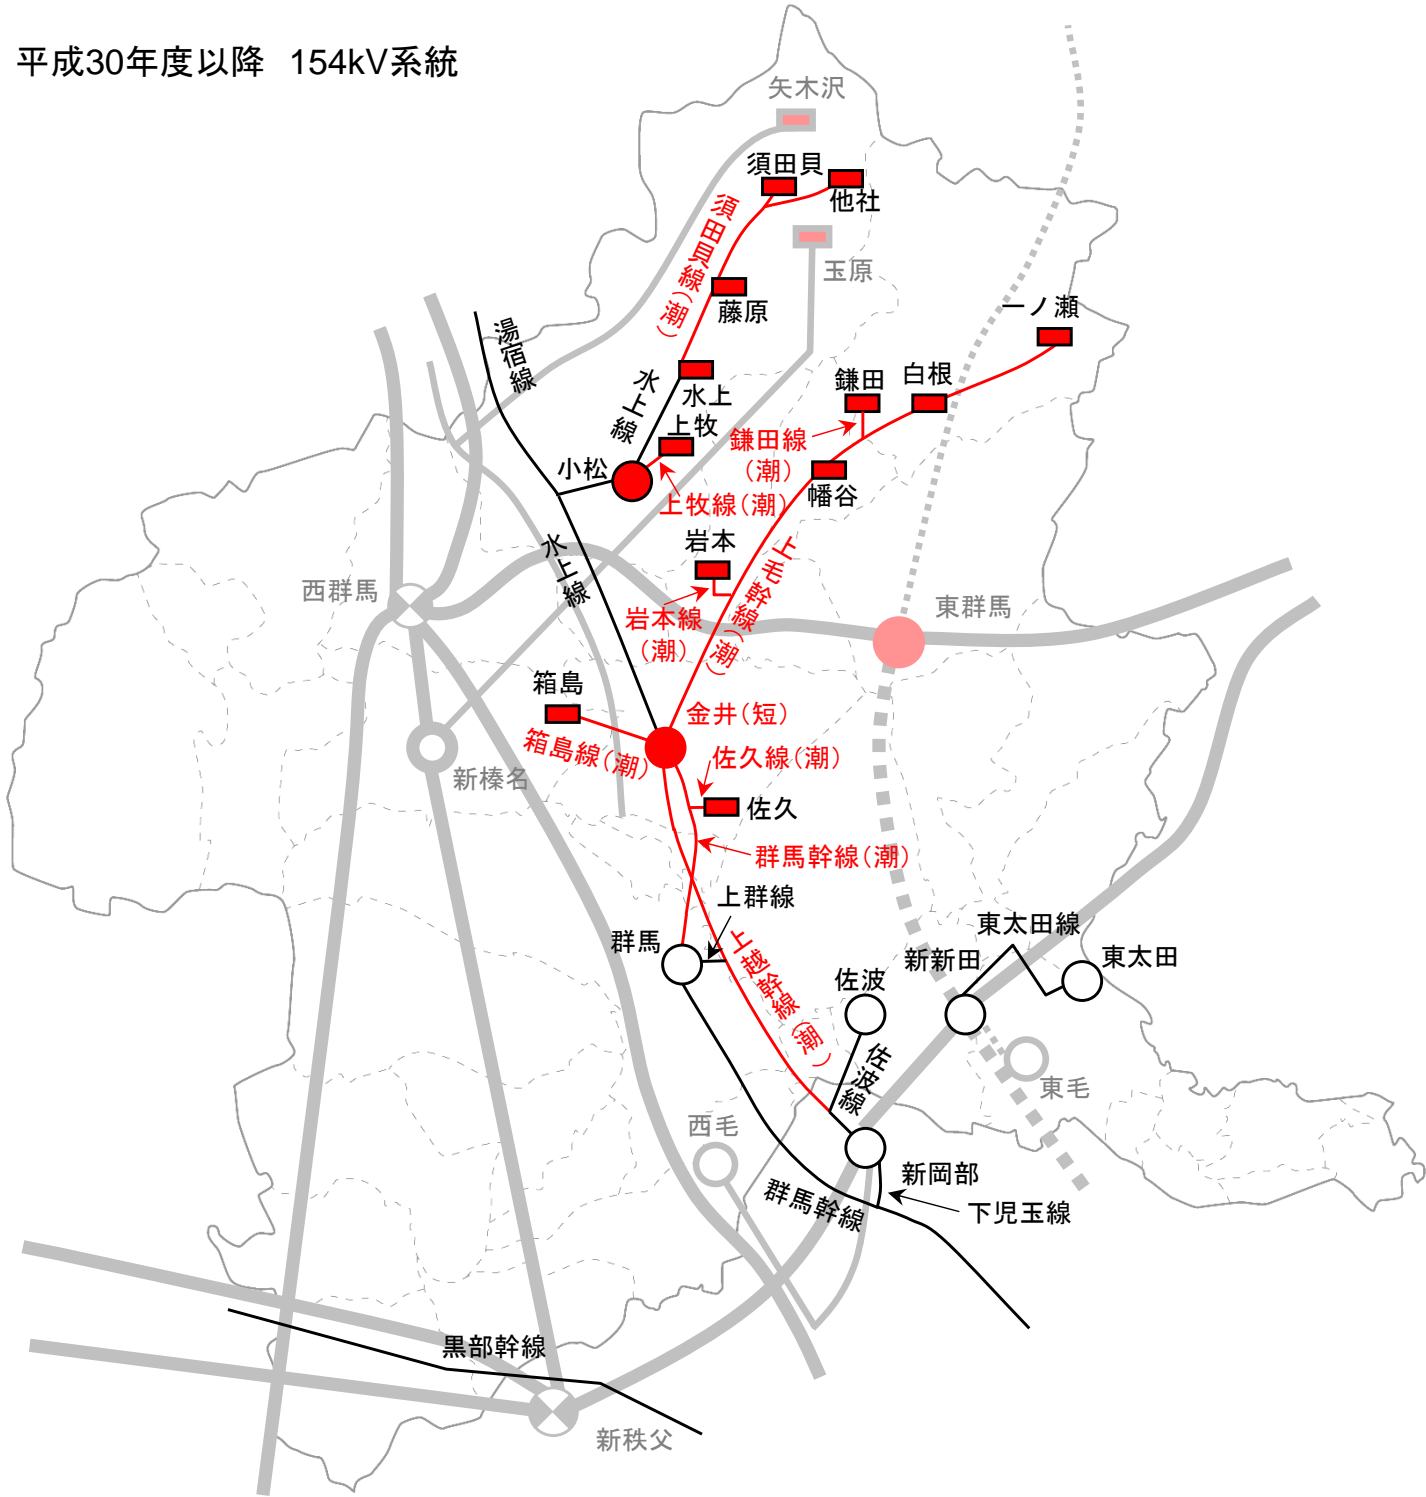 平成30年度以降 154kV系統
矢木沢
須田貝
他社
須田貝線(潮)
玉原
藤原
一ノ瀬
湯宿線
水上線
水上
鎌田
白根
上牧
鎌田線
(潮)
小松
幡谷
上牧線(潮)
岩本
水上線
上毛幹線(潮)
西群馬
東群馬
岩本線
(潮)
箱島
金井(短)
箱島線(潮)
佐久線(潮)
新榛名
佐久
群馬幹線(潮)
上群線
群馬
上越幹線(潮)
東太田線
新新田
東太田
佐波
佐波線
東毛
西毛
新岡部
群馬幹線
下児玉線
黒部幹線
新秩父